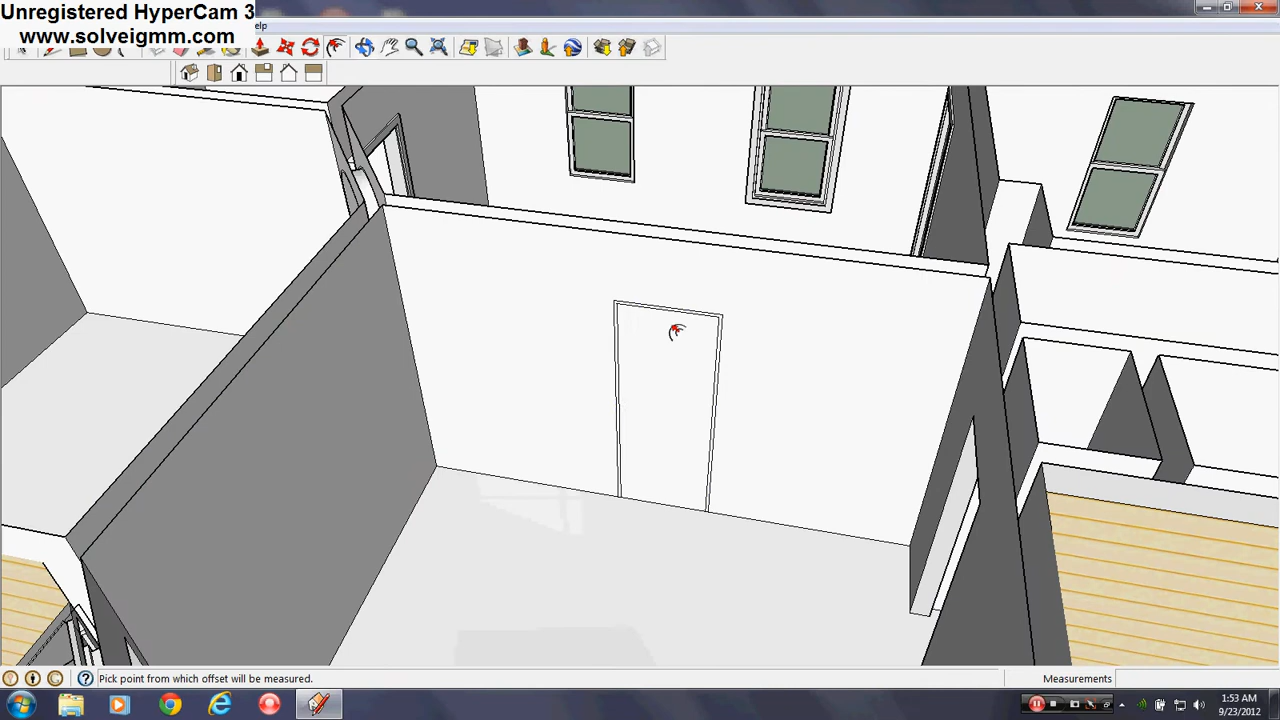 Unregistered HyperCam 3
www.solveigmm.com
elp
Pick point from which offset will be measured.
Measurements
1:53 AM
9/23/2012